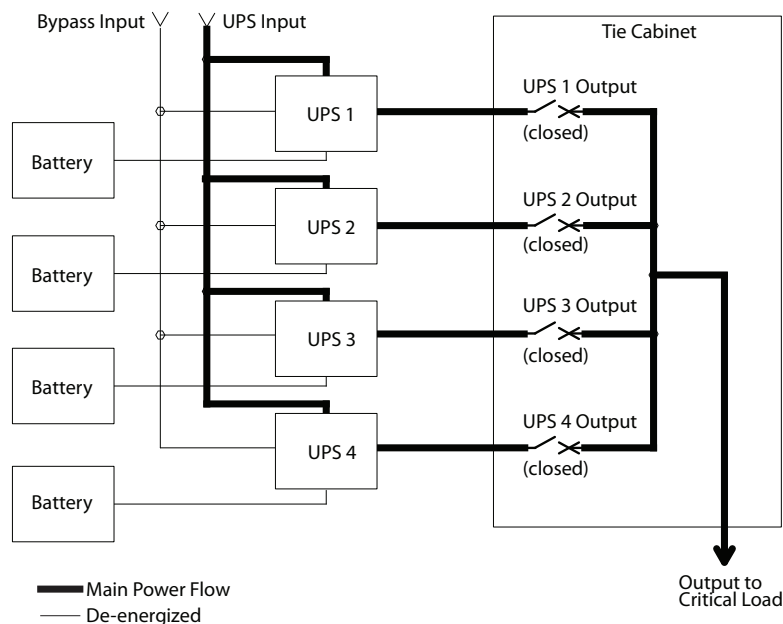 Bypass Input
UPS Input
Tie Cabinet
UPS 1
UPS 1 Output
(closed)
Battery
UPS 2
UPS 2 Output
(closed)
Battery
UPS 3
UPS 3 Output
(closed)
Battery
UPS 4
UPS 4 Output
(closed)
Battery
Main Power Flow
De-energized
Output to
Critical Load